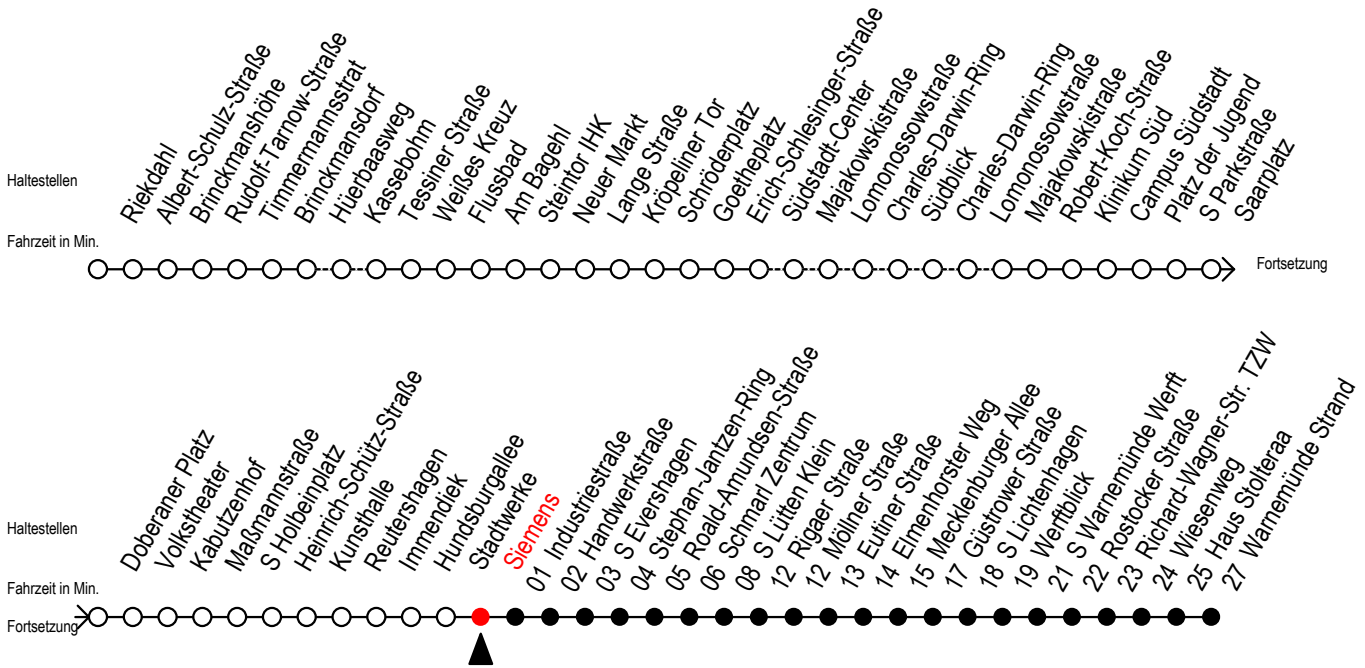 Haltestellen
Riekdahl
Albert-Schulz-Straße
Brinckmanshöhe
Rudolf-Tarnow-Straße
Timmermannsstrat
Brinckmansdorf
Hüerbaasweg
Kassebohm
Tessiner Straße
Weißes Kreuz
Flussbad
Am Bagehl
Steintor IHK
Neuer Markt
Lange Straße
Kröpeliner Tor
Schröderplatz
Goetheplatz
Erich-Schlesinger-Straße
Südstadt-Center
Majakowskistraße
Lomonossowstraße
Charles-Darwin-Ring
Südblick
Charles-Darwin-Ring
Lomonossowstraße
Majakowskistraße
Robert-Koch-Straße
Klinikum Süd
Campus Südstadt
Platz der Jugend
S Parkstraße
Saarplatz
Fahrzeit in Min.
Fortsetzung
Haltestellen
Doberaner Platz
Volkstheater
Kabutzenhof
Maßmannstraße
S Holbeinplatz
Heinrich-Schütz-Straße
Kunsthalle
Reutershagen
Immendiek
Hundsburgallee
Stadtwerke
Siemens
01 Industriestraße
02 Handwerkstraße
03 S Evershagen
04 Stephan-Jantzen-Ring
05 Roald-Amundsen-Straße
06 Schmarl Zentrum
08 S Lütten Klein
12 Rigaer Straße
12 Möllner Straße
13 Eutiner Straße
14 Elmenhorster Weg
15 Mecklenburger Allee
17 Güstrower Straße
18 S Lichtenhagen
19 Werftblick
21 S Warnemünde Werft
22 Rostocker Straße
23 Richard-Wagner-Str. TZW
24 Wiesenweg
25 Haus Stolteraa
27 Warnemünde Strand
Fahrzeit in Min.
Fortsetzung